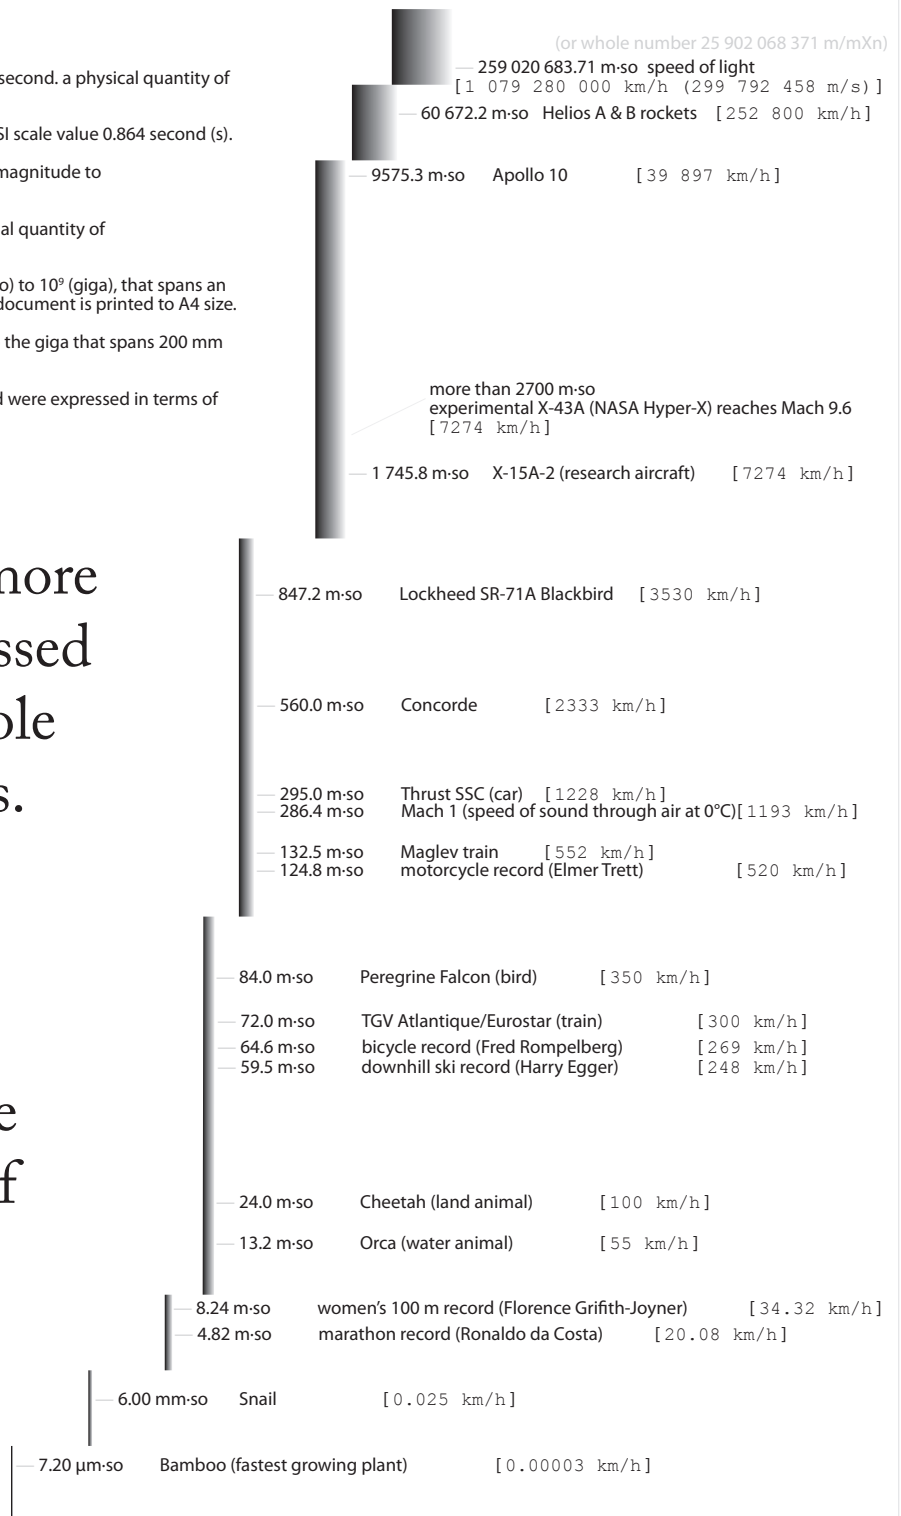 (or whole number 25 902 068 371 m/mXn)
second. a physical quantity of
259 020 683.71 m·so speed of light
[1 079 280 000 km/h (299 792 458 m/s)]
60 672.2 m·so Helios A & B rockets [252 800 km/h]
SI scale value 0.864 second (s).
magnitude to
9575.3 m·so Apollo 10 [39 897 km/h]
al quantity of
o) to 10⁹ (giga), that spans an
document is printed to A4 size.
the giga that spans 200 mm
d were expressed in terms of
more than 2700 m·so
experimental X-43A (NASA Hyper-X) reaches Mach 9.6
[7274 km/h]
1 745.8 m·so X-15A-2 (research aircraft) [7274 km/h]
more
ssed
ole
s.
847.2 m·so Lockheed SR-71A Blackbird [3530 km/h]
560.0 m·so Concorde [2333 km/h]
295.0 m·so Thrust SSC (car) [1228 km/h]
286.4 m·so Mach 1 (speed of sound through air at 0°C)[1193 km/h]
132.5 m·so Maglev train [552 km/h]
124.8 m·so motorcycle record (Elmer Trett) [520 km/h]
84.0 m·so Peregrine Falcon (bird) [350 km/h]
72.0 m·so TGV Atlantique/Eurostar (train) [300 km/h]
64.6 m·so bicycle record (Fred Rompelberg) [269 km/h]
59.5 m·so downhill ski record (Harry Egger) [248 km/h]
e
f
24.0 m·so Cheetah (land animal) [100 km/h]
13.2 m·so Orca (water animal) [55 km/h]
8.24 m·so women's 100 m record (Florence Grifith-Joyner) [34.32 km/h]
4.82 m·so marathon record (Ronaldo da Costa) [20.08 km/h]
6.00 mm·so Snail [0.025 km/h]
7.20 µm·so Bamboo (fastest growing plant) [0.00003 km/h]